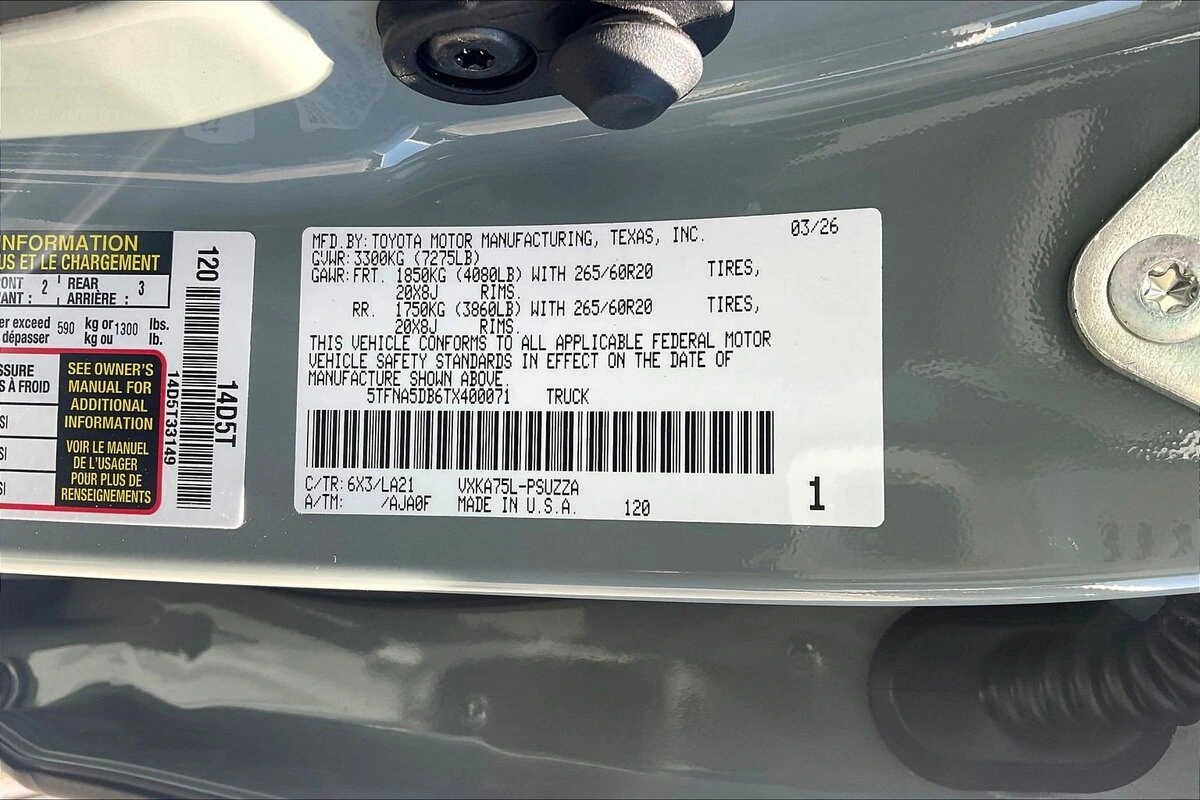 NFORMATION
US ET LE CHARGEMENT
ONT 2 REAR 3
VANT : ARRIÈRE :
er exceed 590 kg or 1300 lbs.
dépasser kg ou lb.
SSURE
S À FROID
SI
SI
SI
SEE OWNER'S
MANUAL FOR
ADDITIONAL
INFORMATION
VOIR LE MANUEL
DE L'USAGER
POUR PLUS DE
RENSEIGNEMENTS
120
14D5T33149
14D5T
MFD.BY: TOYOTA MOTOR MANUFACTURING, TEXAS, INC. 03/26
GVWR:3300KG (7275LB)
GAWR:FRT. 1850KG (4080LB) WITH 265/60R20 TIRES,
20X8J RIMS.
RR. 1750KG (3860LB) WITH 265/60R20 TIRES,
20X8J RIMS.
THIS VEHICLE CONFORMS TO ALL APPLICABLE FEDERAL MOTOR
VEHICLE SAFETY STANDARDS IN EFFECT ON THE DATE OF
MANUFACTURE SHOWN ABOVE.
5TFNA5DB6TX400071 TRUCK
C/TR:6X3/LA21 VXKA75L-PSUZZA
A/TM: /AJA0F MADE IN U.S.A. 120
1